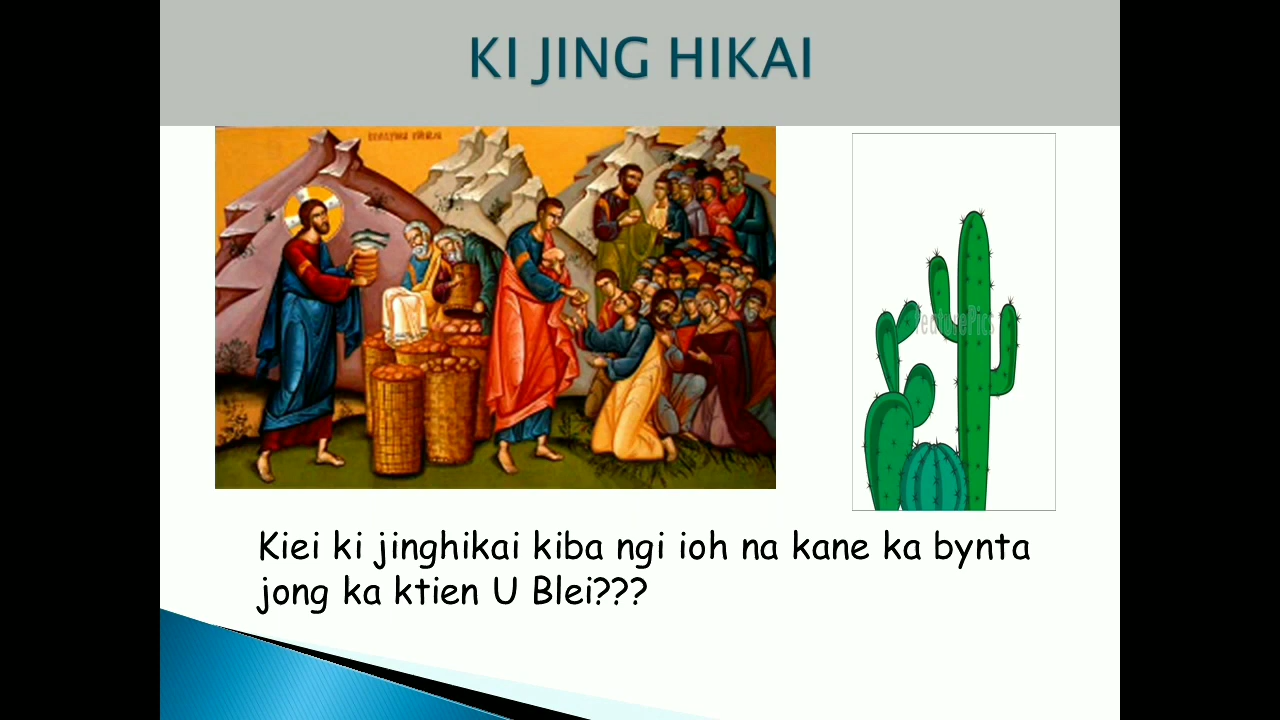 KI JING HIKAI
Kiei ki jinghikai kiba ngi ioh na kane ka bynta
jong ka ktien U Blei???